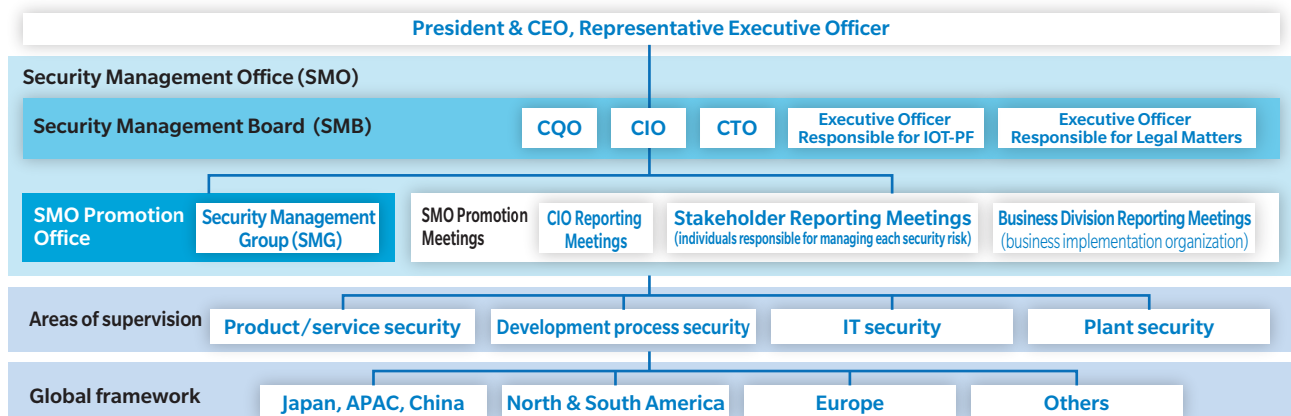 President & CEO, Representative Executive Officer
Security Management Office (SMO)
Security Management Board (SMB)
CQO
CIO
CTO
Executive Officer
Responsible for IOT-PF
Executive Officer
Responsible for Legal Matters
SMO Promotion
Office
Security Management
Group (SMG)
SMO Promotion
Meetings
CIO Reporting
Meetings
Stakeholder Reporting Meetings
(individuals responsible for managing each security risk)
Business Division Reporting Meetings
(business implementation organization)
Areas of supervision
Product/service security
Development process security
IT security
Plant security
Global framework
Japan, APAC, China
North & South America
Europe
Others